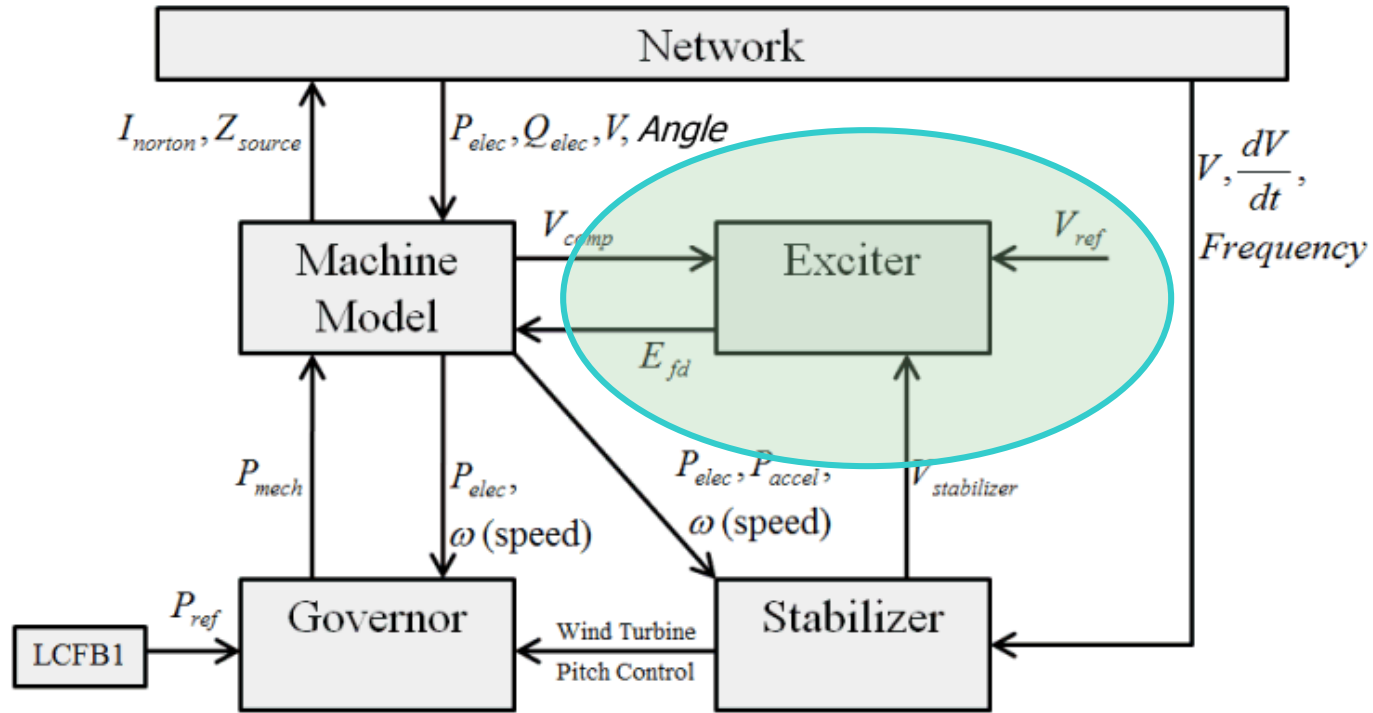 Network
I_norton, Z_source
P_elec, Q_elec, V, Angle
V, dV/dt,
Frequency
V_comp
V_ref
Machine
Model
Exciter
E_fd
P_mech
P_elec,
ω (speed)
P_elec, P_accel,
ω (speed)
V_stabilizer
P_ref
LCFB1
Governor
Wind Turbine
Pitch Control
Stabilizer